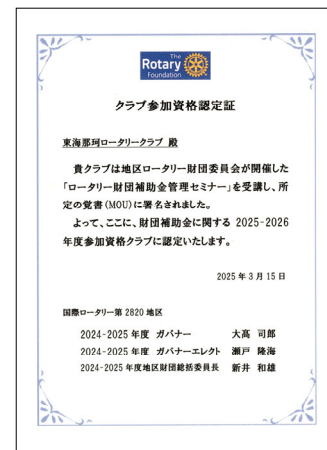 The
Rotary
Foundation
クラブ参加資格認定証
東海那珂ロータリークラブ 殿
貴クラブは地区ロータリー財団委員会が開催した
「ロータリー財団補助金管理セミナー」を受講し、所
定の覚書(MOU)に署名されました。
よって、ここに、財団補助金に関する 2025-2026
年度参加資格クラブに認定いたします。
2025 年 3 月 15 日
国際ロータリー第 2820 地区
2024-2025 年度 ガバナー 大髙 司郎
2024-2025 年度 ガバナーエレクト 瀬戸 隆海
2024-2025 年度地区財団総括委員長 新井 和雄